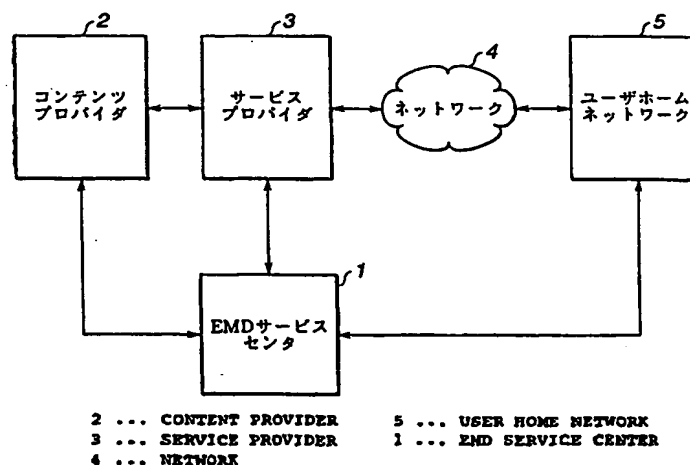 2
3
4
5
コンテンツ
プロバイダ
サービス
プロバイダ
ネットワーク
ユーザホーム
ネットワーク
1
EMDサービス
センタ
2 ... CONTENT PROVIDER
3 ... SERVICE PROVIDER
4 ... NETWORK
5 ... USER HOME NETWORK
1 ... END SERVICE CENTER